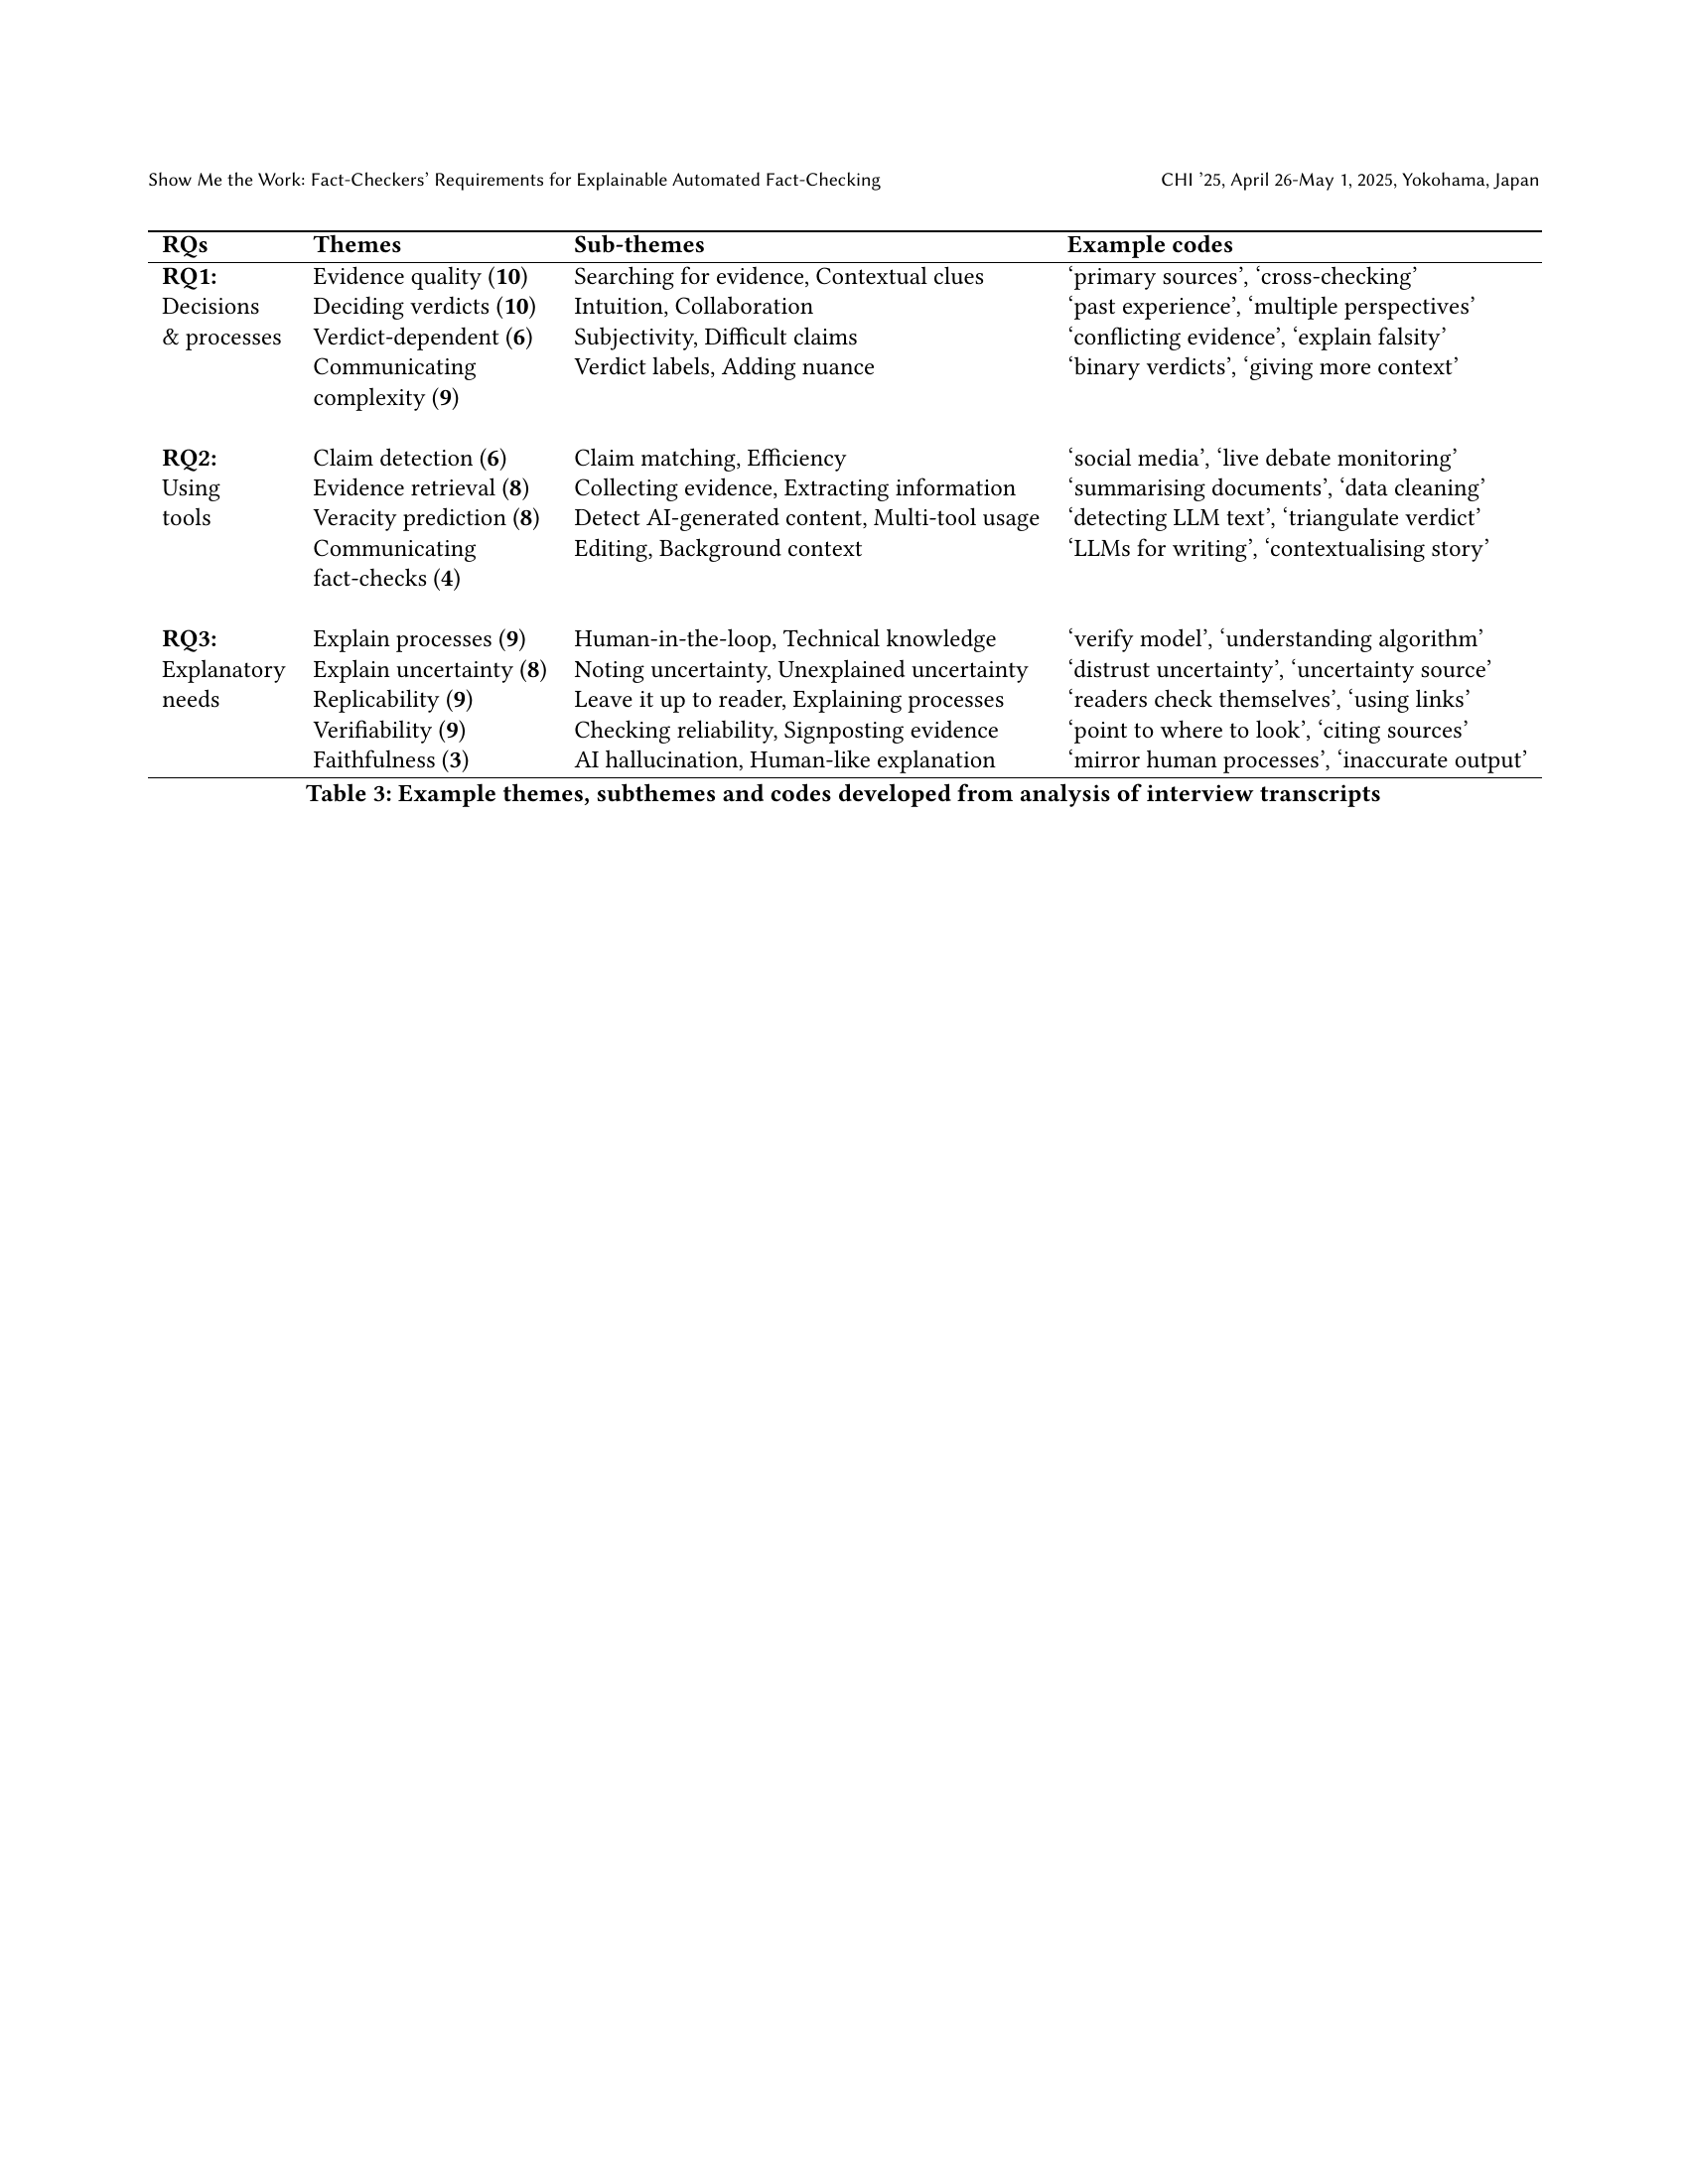 Show Me the Work: Fact-Checkers’ Requirements for Explainable Automated Fact-Checking CHI ’25, April 26-May 1, 2025, Yokohama, Japan
RQs Themes Sub-themes Example codes
RQ1: Evidence quality (10) Searching for evidence, Contextual clues ‘primary sources’, ‘cross-checking’
Decisions Deciding verdicts (10) Intuition, Collaboration ‘past experience’, ‘multiple perspectives’
& processes Verdict-dependent (6) Subjectivity, Difficult claims ‘conflicting evidence’, ‘explain falsity’
Communicating Verdict labels, Adding nuance ‘binary verdicts’, ‘giving more context’
complexity (9)
RQ2: Claim detection (6) Claim matching, Efficiency ‘social media’, ‘live debate monitoring’
Using Evidence retrieval (8) Collecting evidence, Extracting information ‘summarising documents’, ‘data cleaning’
tools Veracity prediction (8) Detect AI-generated content, Multi-tool usage ‘detecting LLM text’, ‘triangulate verdict’
Communicating Editing, Background context ‘LLMs for writing’, ‘contextualising story’
fact-checks (4)
RQ3: Explain processes (9) Human-in-the-loop, Technical knowledge ‘verify model’, ‘understanding algorithm’
Explanatory Explain uncertainty (8) Noting uncertainty, Unexplained uncertainty ‘distrust uncertainty’, ‘uncertainty source’
needs Replicability (9) Leave it up to reader, Explaining processes ‘readers check themselves’, ‘using links’
Verifiability (9) Checking reliability, Signposting evidence ‘point to where to look’, ‘citing sources’
Faithfulness (3) AI hallucination, Human-like explanation ‘mirror human processes’, ‘inaccurate output’
Table 3: Example themes, subthemes and codes developed from analysis of interview transcripts